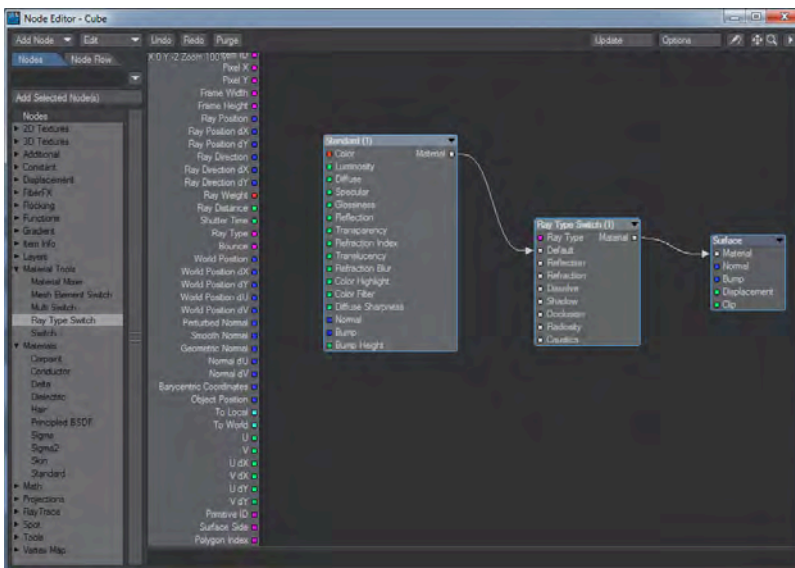 Node Editor - Cube
Add Node
Edit
Undo
Redo
Purge
Update
Options
Nodes
Node Flow
Add Selected Node(s)
Nodes
2D Textures
3D Textures
Additional
Constant
Displacement
FiberFX
Flocking
Functions
Gradient
Item Info
Layers
Material Tools
Material Mixer
Mesh Element Switch
Multi Switch
Ray Type Switch
Switch
Materials
Carpaint
Conductor
Delta
Dielectric
Hair
Principled BSDF
Sigma
Sigma2
Skin
Standard
Math
Projections
RayTrace
Spot
Tools
Vertex Map
X:0 Y:-2 Zoom:100%
Item ID
Pixel X
Pixel Y
Frame Width
Frame Height
Ray Position
Ray Position dX
Ray Position dY
Ray Direction
Ray Direction dX
Ray Direction dY
Ray Weight
Ray Distance
Shutter Time
Ray Type
Bounce
World Position
World Position dX
World Position dY
World Position dU
World Position dV
Perturbed Normal
Smooth Normal
Geometric Normal
Normal dU
Normal dV
Barycentric Coordinates
Object Position
To Local
To World
U
V
U dX
V dX
U dY
V dY
Primitive ID
Surface Side
Polygon Index
Standard (1)
Color
Material
Luminosity
Diffuse
Specular
Glossiness
Reflection
Transparency
Refraction Index
Translucency
Refraction Blur
Color Highlight
Color Filter
Diffuse Sharpness
Normal
Bump
Bump Height
Ray Type Switch (1)
Ray Type
Material
Default
Reflection
Refraction
Dissolve
Shadow
Occlusion
Radiosity
Caustics
Surface
Material
Normal
Bump
Displacement
Clip